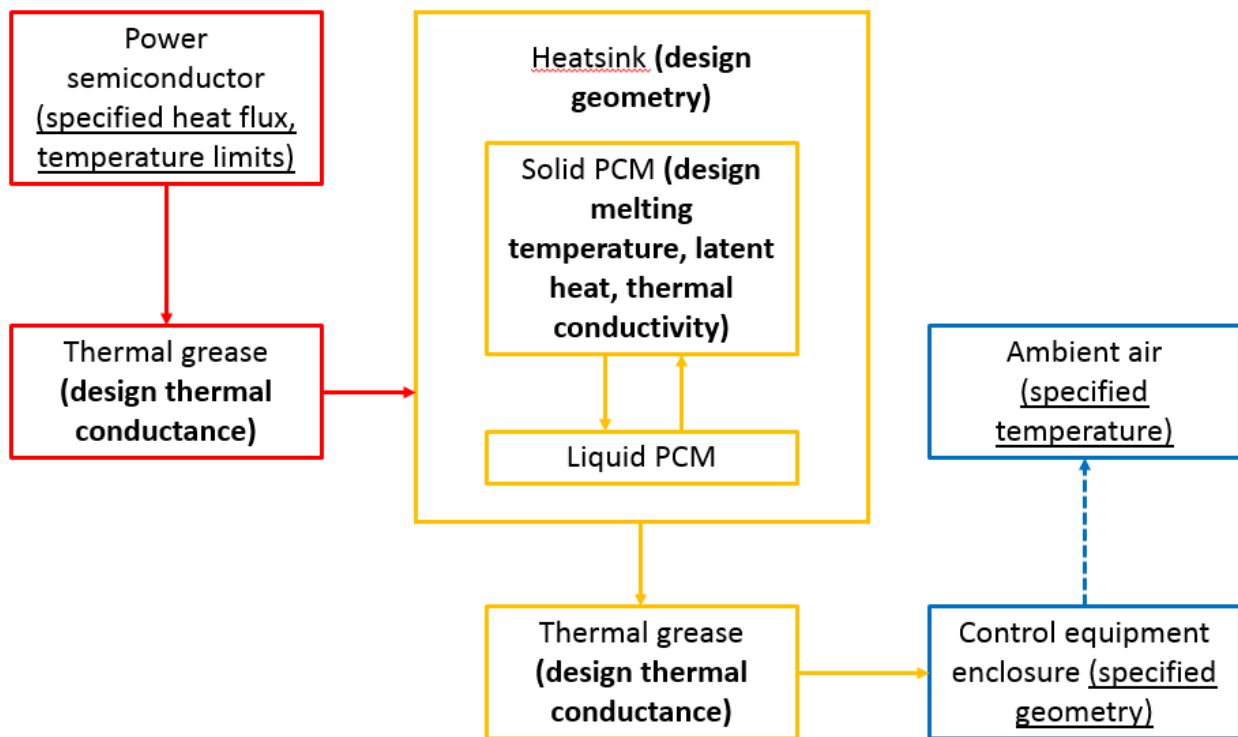 Power
semiconductor
(specified heat flux,
temperature limits)
Heatsink (design
geometry)
Solid PCM (design
melting
temperature, latent
heat, thermal
conductivity)
Liquid PCM
Thermal grease
(design thermal
conductance)
Ambient air
(specified
temperature)
Thermal grease
(design thermal
conductance)
Control equipment
enclosure (specified
geometry)